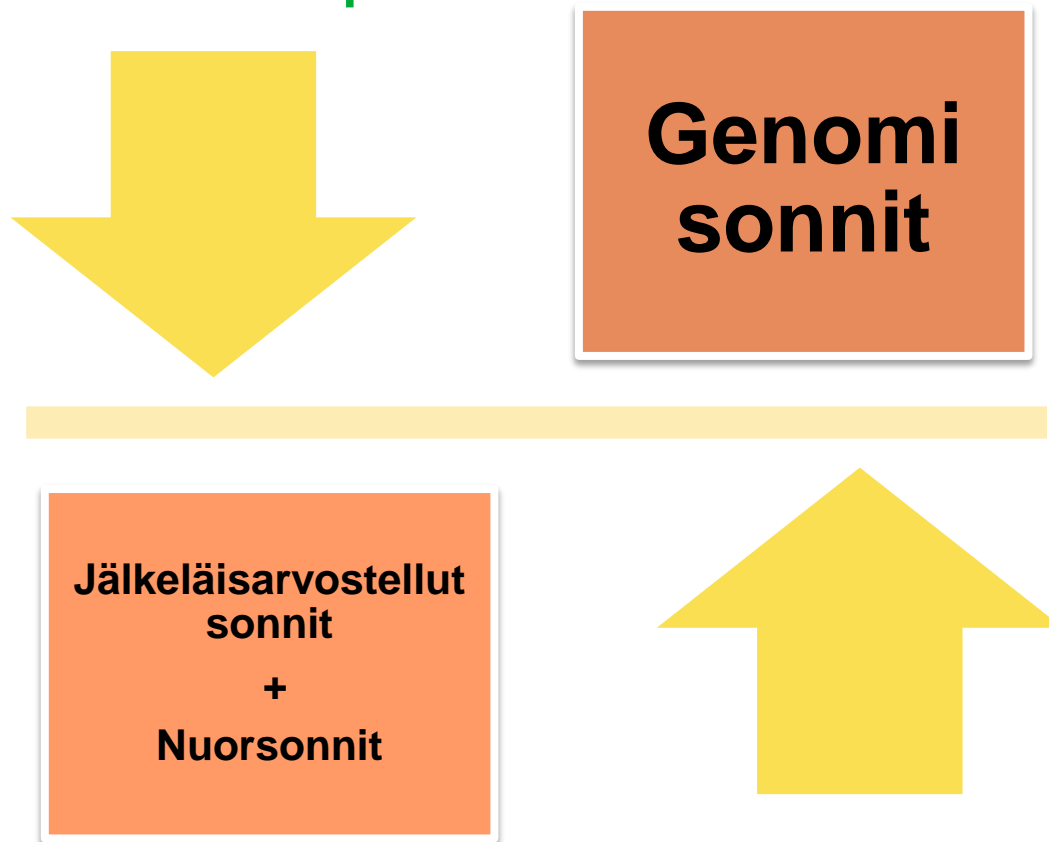 Genomi
sonnit
Jälkeläisarvostellut
sonnit
+
Nuorsonnit